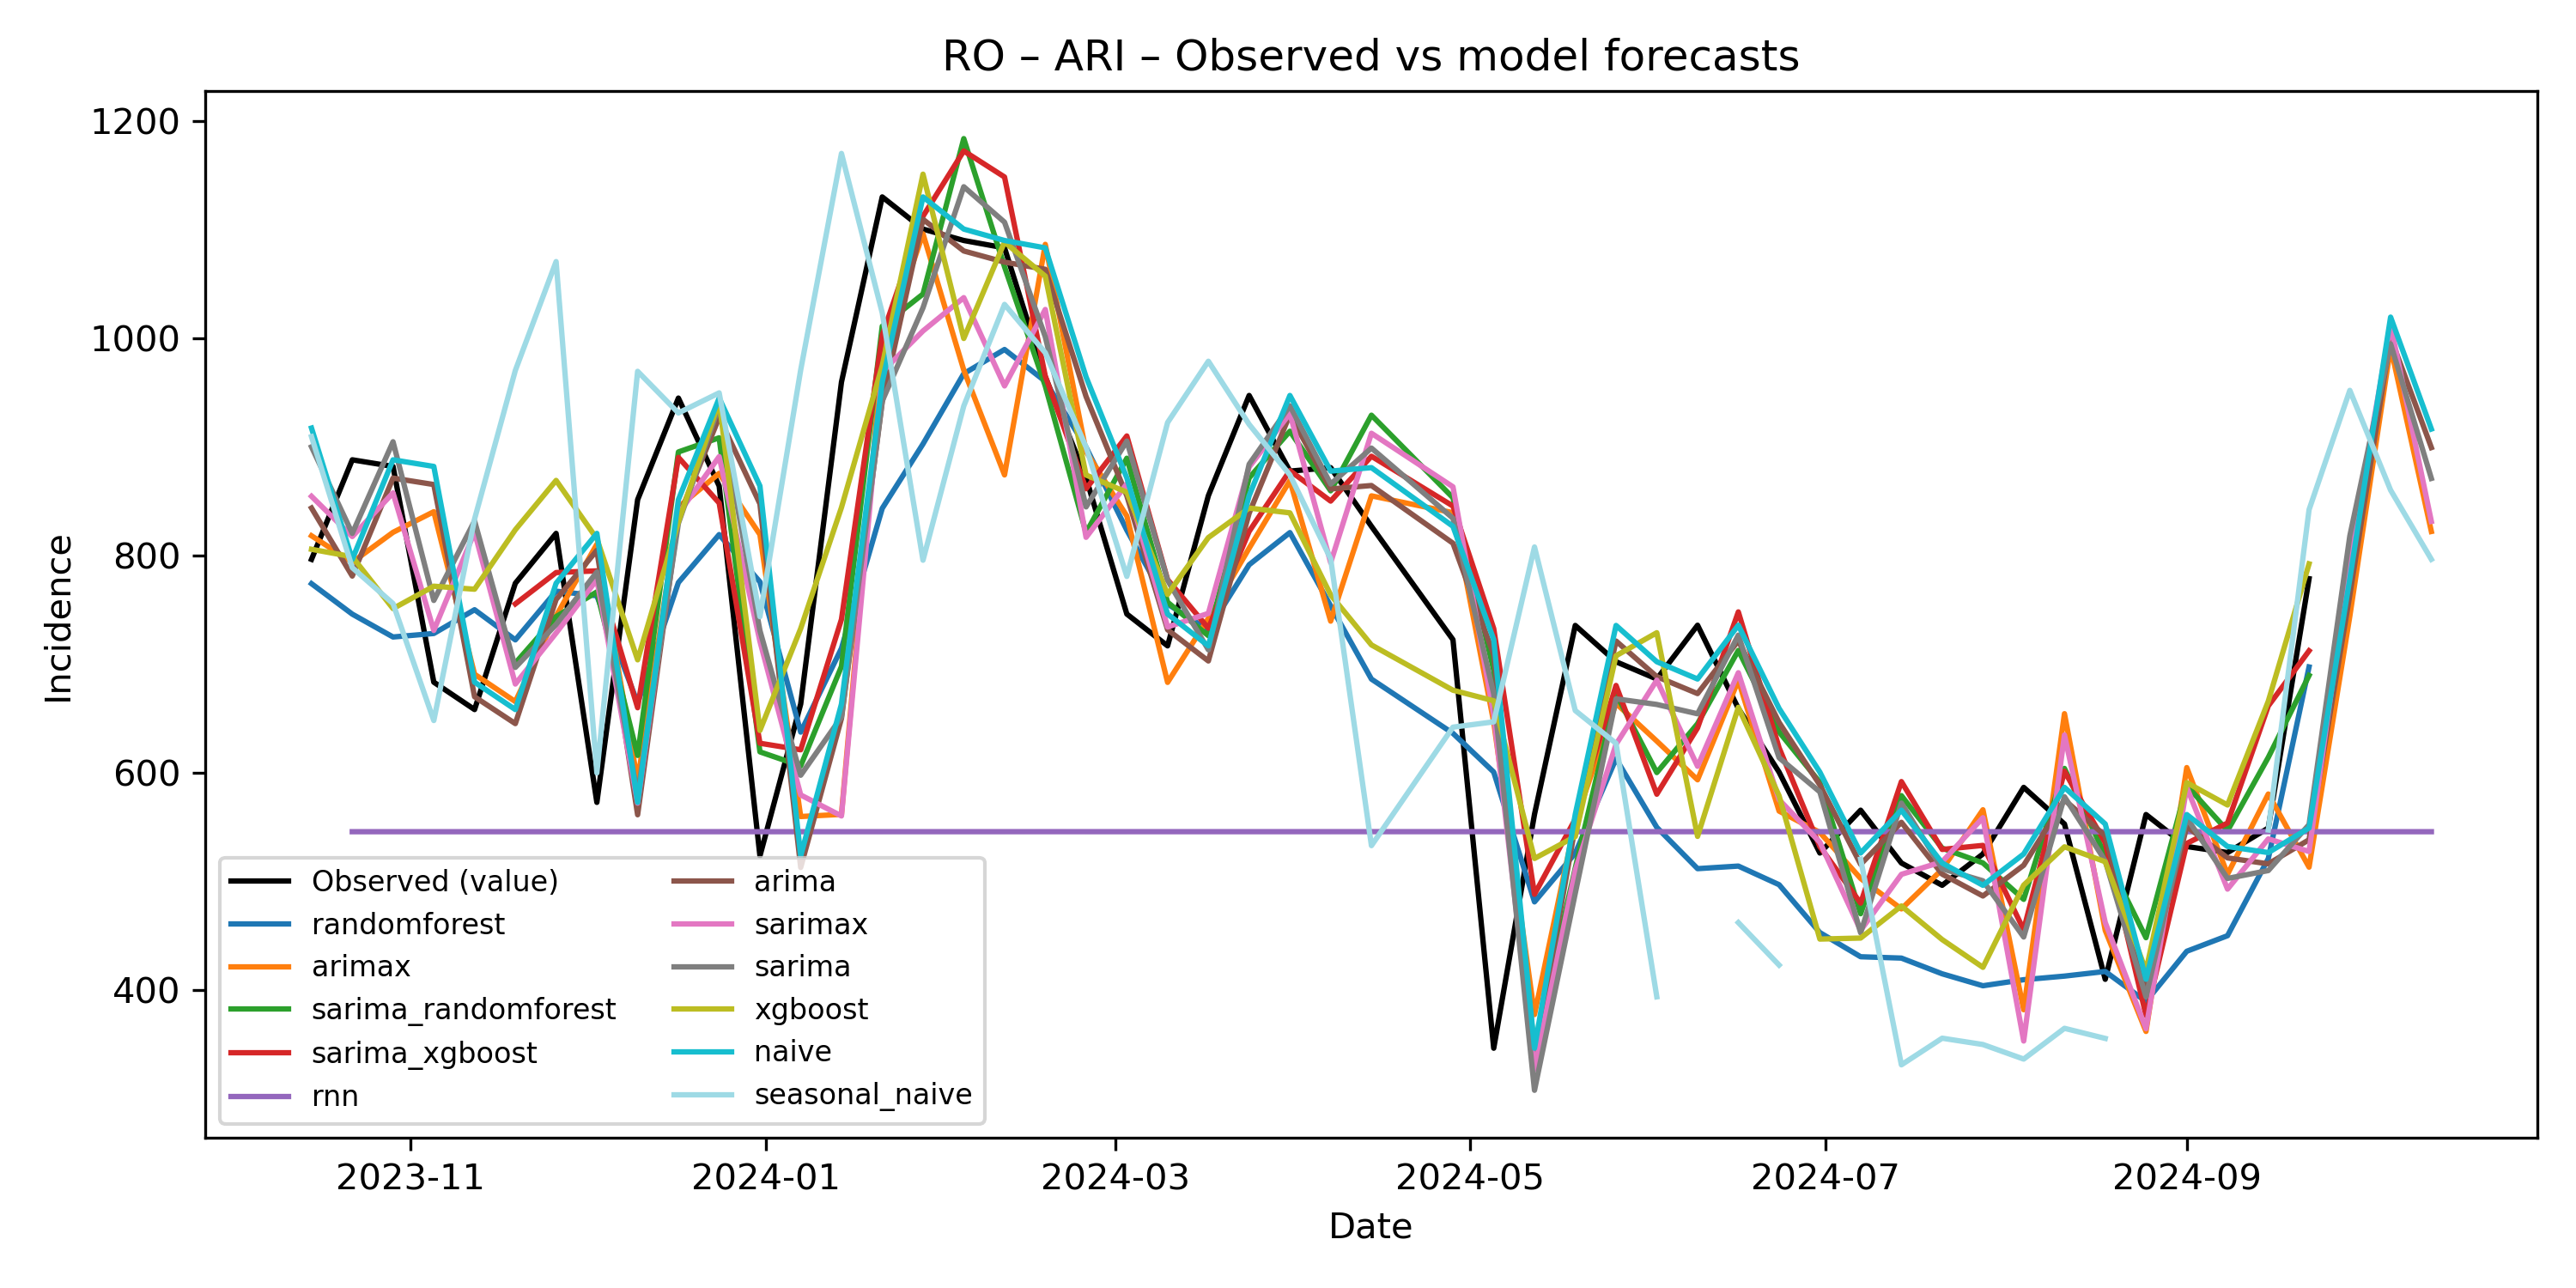 RO – ARI – Observed vs model forecasts
1200
1000
800
600
400
Incidence
Observed (value)
randomforest
arimax
sarima_randomforest
sarima_xgboost
rnn
arima
sarimax
sarima
xgboost
naive
seasonal_naive
2023-11
2024-01
2024-03
2024-05
2024-07
2024-09
Date